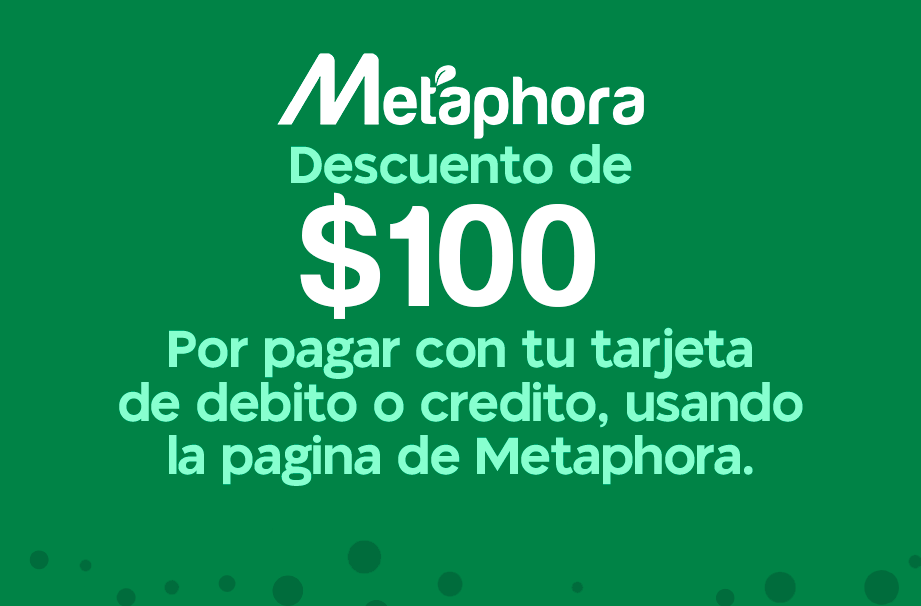 Metaphora
Descuento de
$100
Por pagar con tu tarjeta
de debito o credito, usando
la pagina de Metaphora.